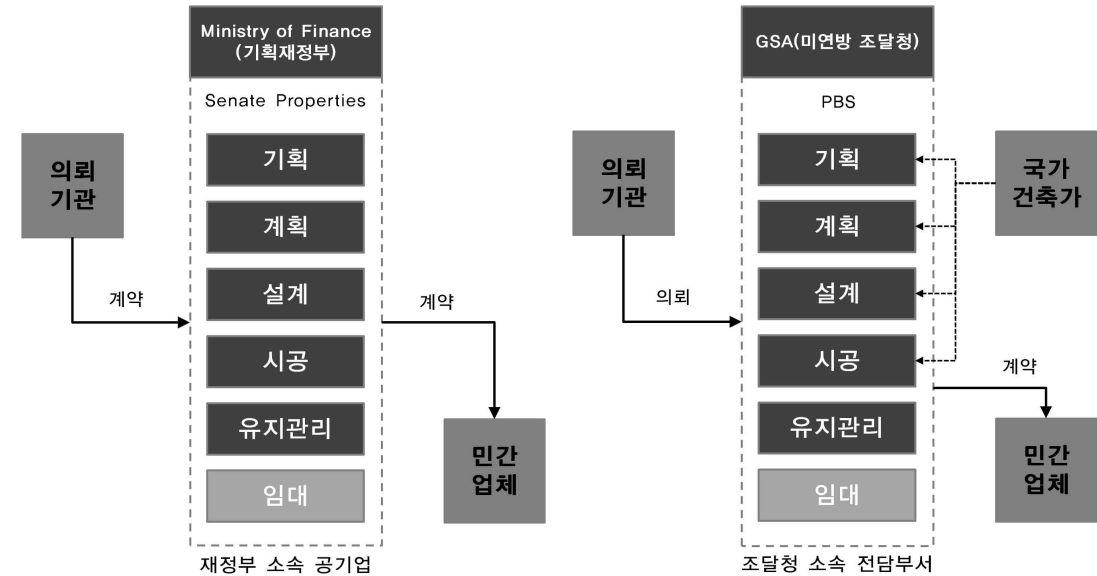 Ministry of Finance
(기획재정부)
Senate Properties
의뢰
기관
기획
계획
설계
시공
유지관리
임대
계약
계약
민간
업체
재정부 소속 공기업
GSA(미연방 조달청)
PBS
의뢰
기관
기획
계획
설계
시공
유지관리
임대
의뢰
국가
건축가
계약
민간
업체
조달청 소속 전담부서